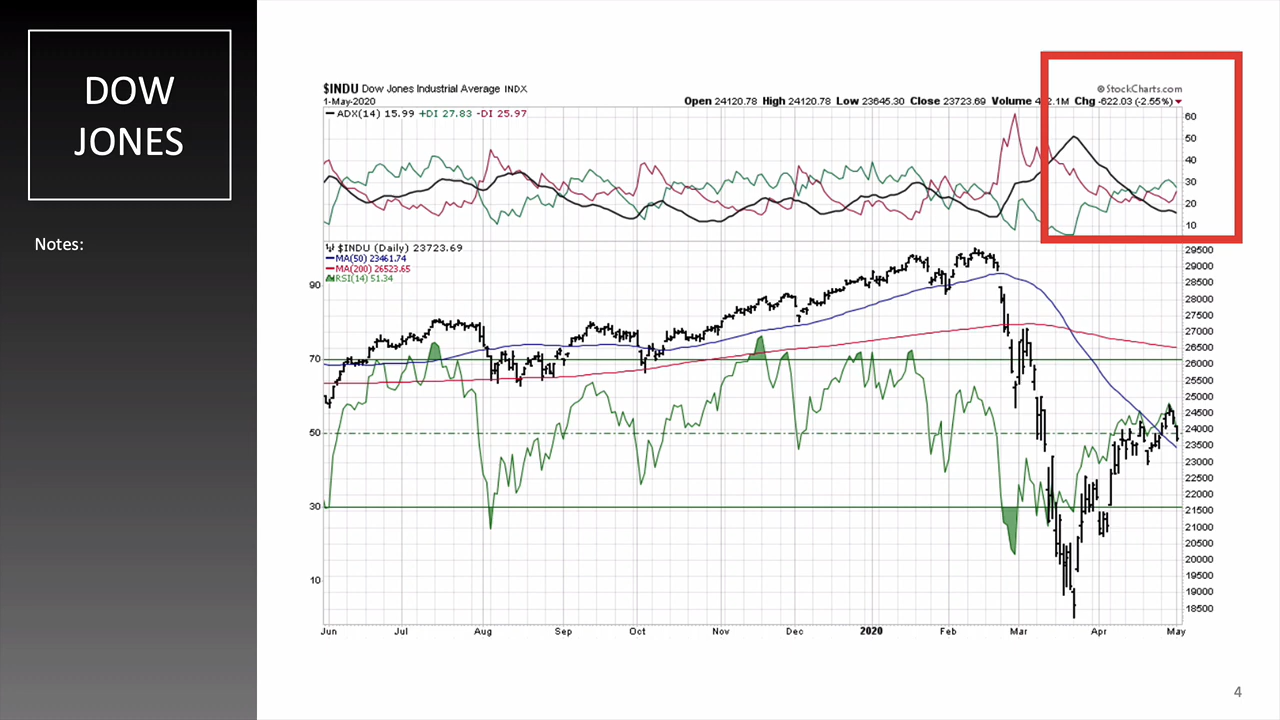 DOW
JONES
Notes:
$INDU Dow Jones Industrial Average INDX
© StockCharts.com
1-May-2020
Open 24120.78 High 24120.78 Low 23645.30 Close 23723.69 Volume Chg -622.03 (-2.55%)
ADX(14) 15.99 +DI 27.83 -DI 25.97
60
50
40
30
20
10
$INDU (Daily) 23723.69
MA(50) 23461.74
MA(200) 26523.65
RSI(14) 51.34
90
70
50
30
10
29500
29000
28500
28000
27500
27000
26500
26000
25500
25000
24500
24000
23500
23000
22500
22000
21500
21000
20500
20000
19500
19000
18500
Jun Jul Aug Sep Oct Nov Dec 2020 Feb Mar Apr May
4